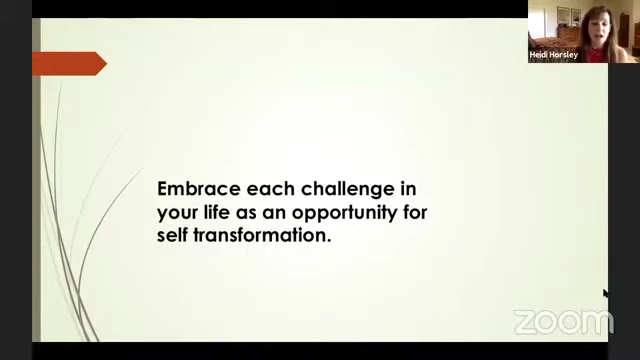 Heidi Horsley
Embrace each challenge in
your life as an opportunity for
self transformation.
zoom